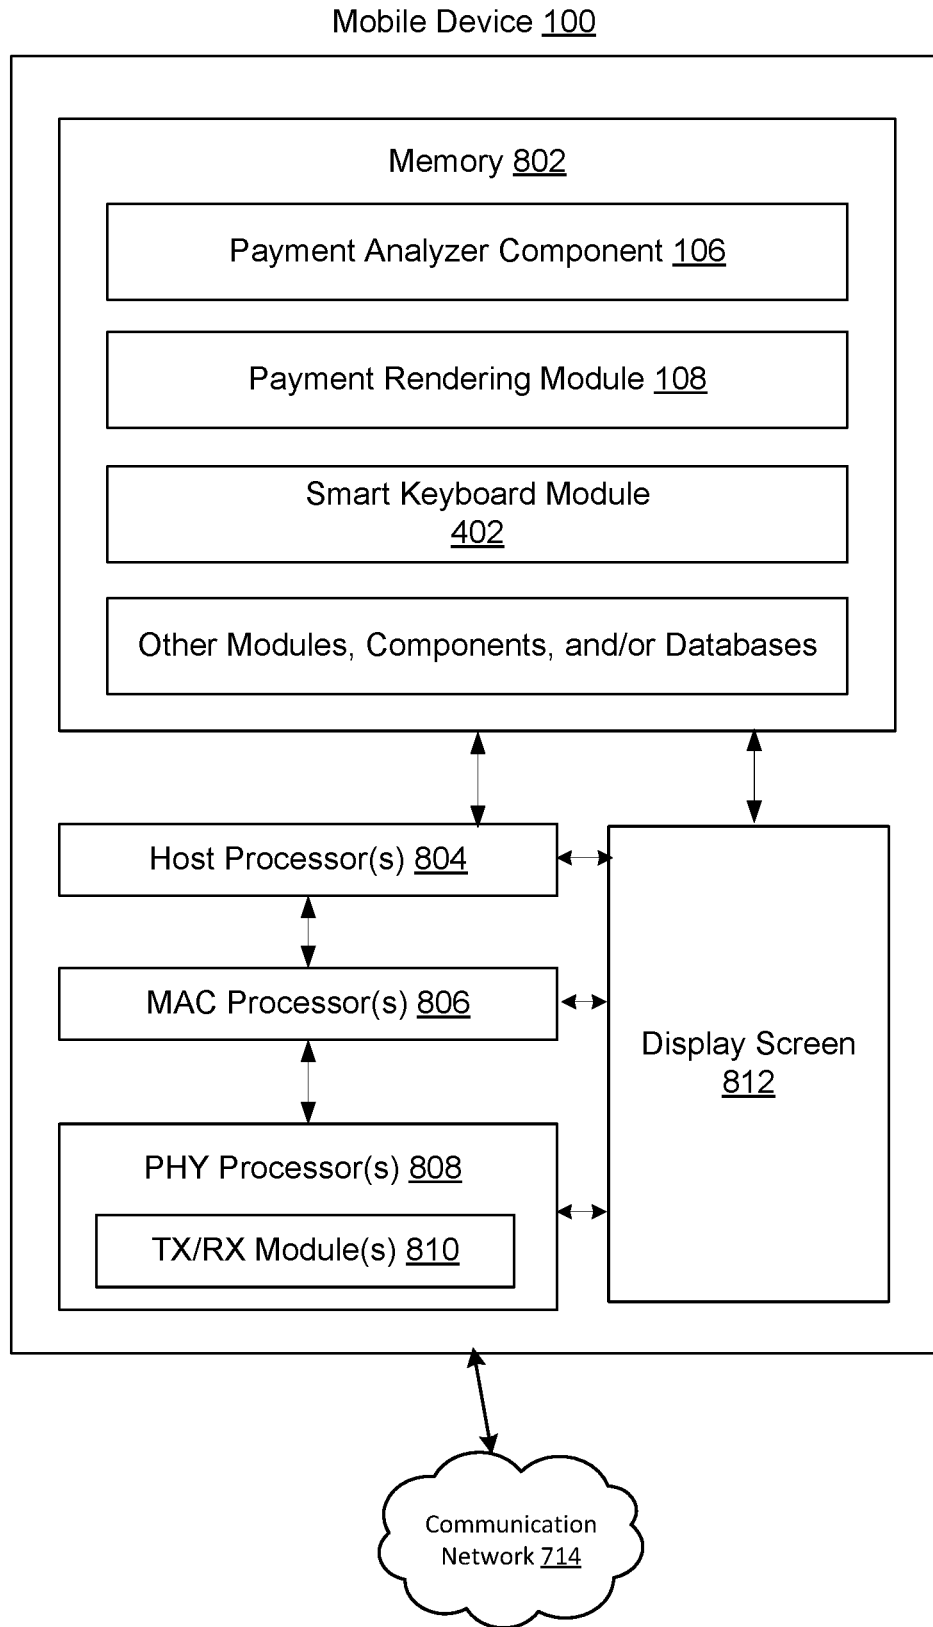 Mobile Device 100
Memory 802
Payment Analyzer Component 106
Payment Rendering Module 108
Smart Keyboard Module
402
Other Modules, Components, and/or Databases
Host Processor(s) 804
MAC Processor(s) 806
Display Screen
812
PHY Processor(s) 808
TX/RX Module(s) 810
Communication
Network 714